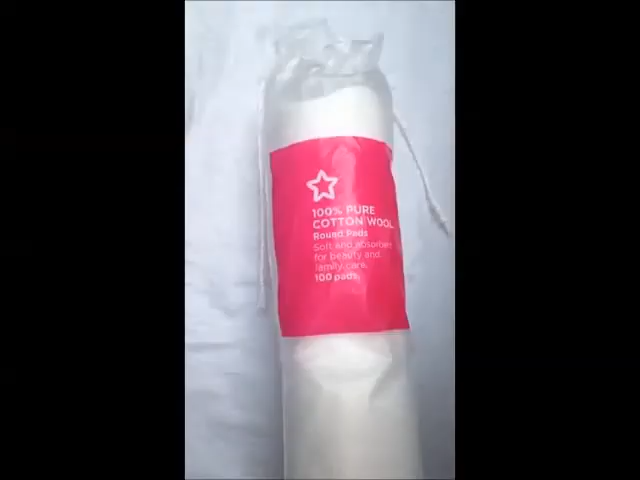 100% PURE
COTTON WOOL
Round Pads
Soft and absorbent
for beauty and
family care.
100 pads